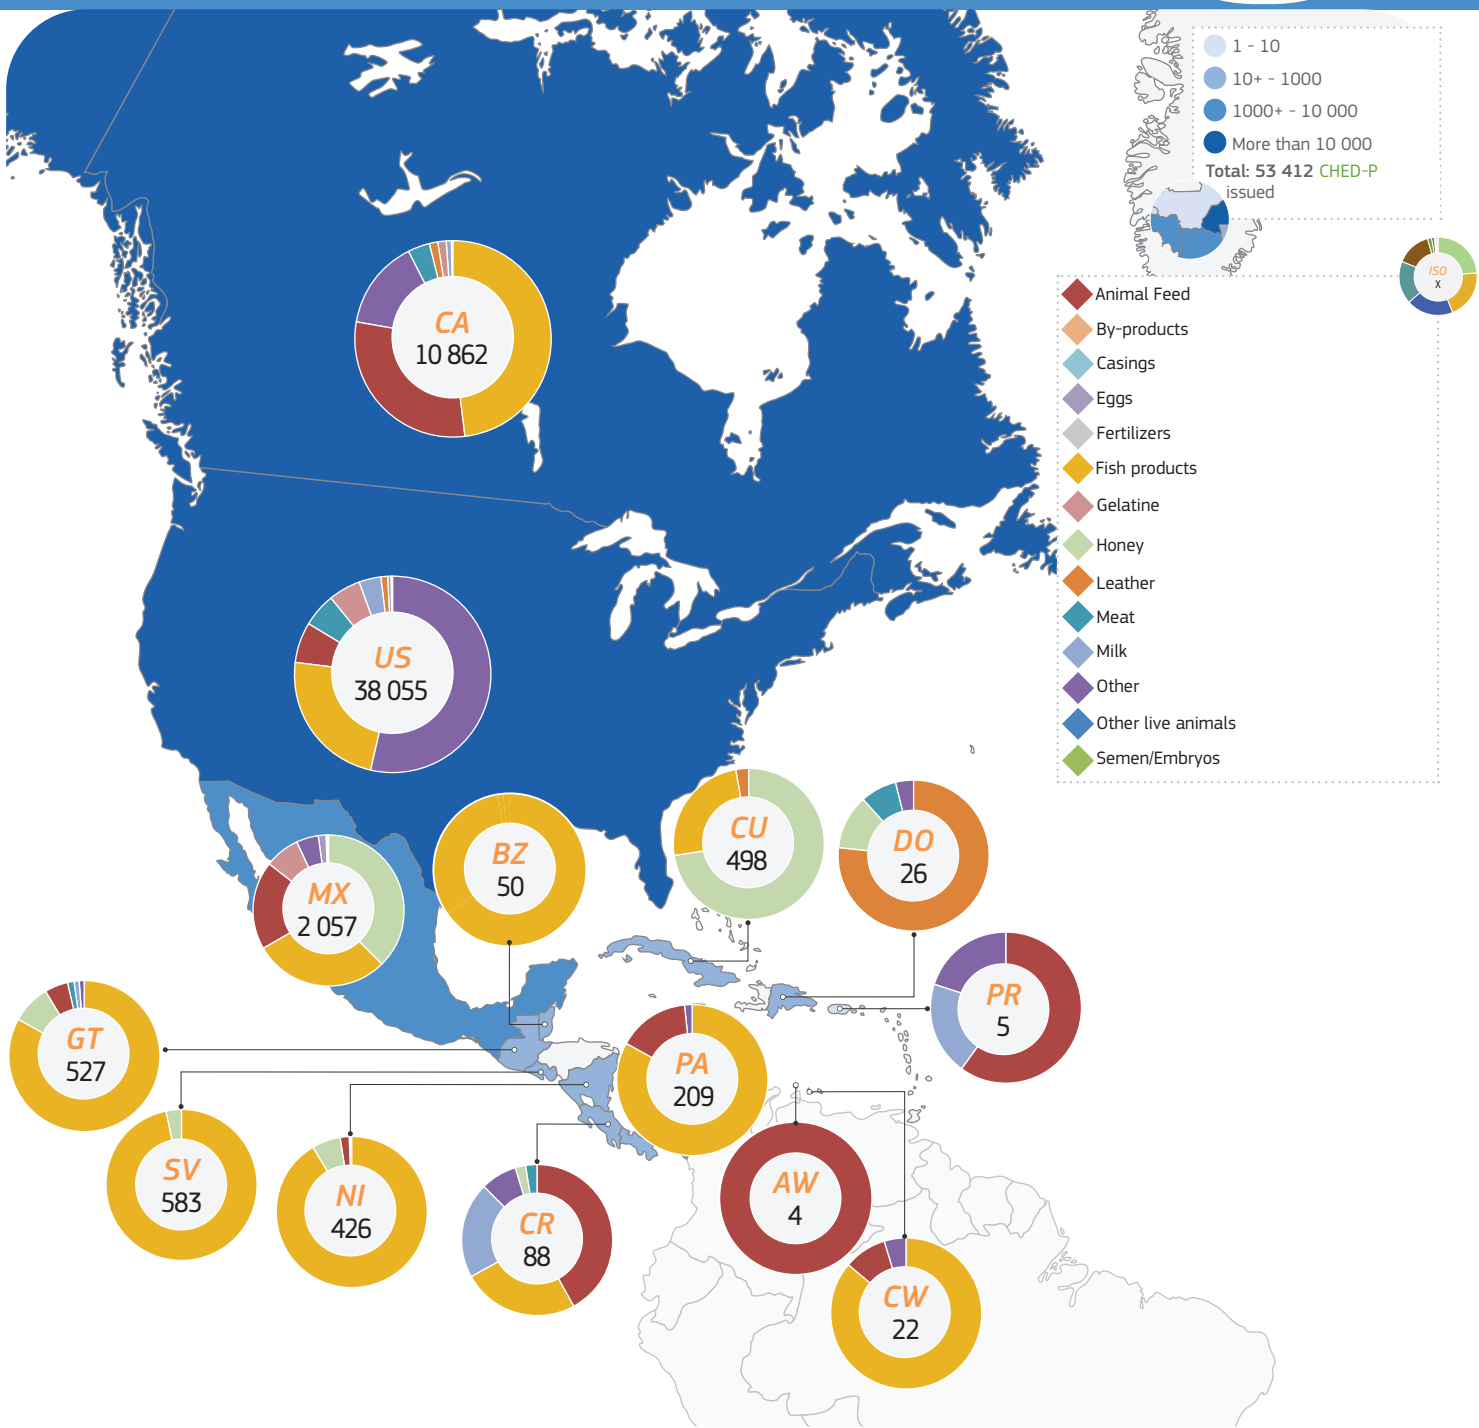 1 - 10
10+ - 1000
1000+ - 10 000
More than 10 000
Total: 53 412 CHED-P
issued
ISO
x
Animal Feed
By-products
Casings
Eggs
Fertilizers
Fish products
Gelatine
Honey
Leather
Meat
Milk
Other
Other live animals
Semen/Embryos
CA
10 862
US
38 055
MX
2 057
BZ
50
CU
498
DO
26
PR
5
GT
527
PA
209
SV
583
NI
426
CR
88
AW
4
CW
22